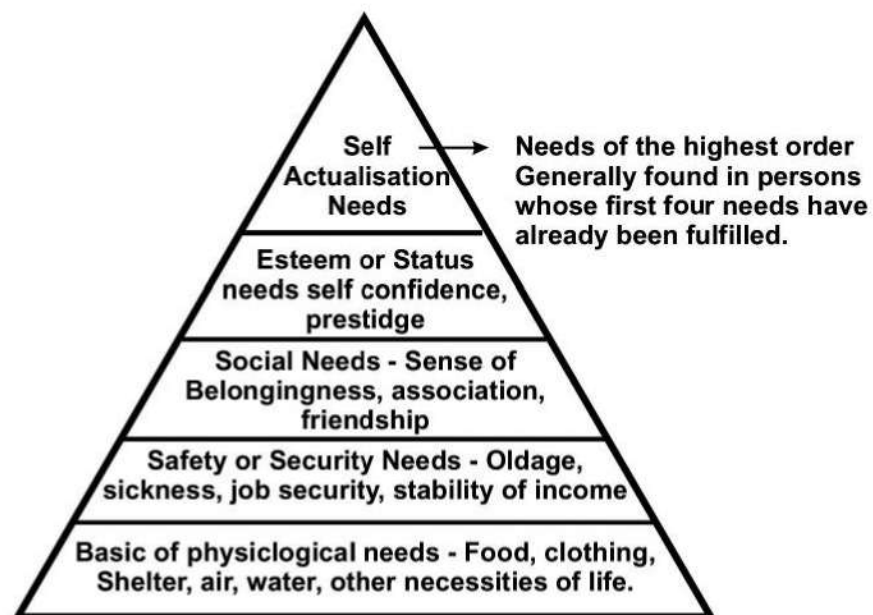 Self
Actualisation
Needs
Needs of the highest order
Generally found in persons
whose first four needs have
already been fulfilled.
Esteem or Status
needs self confidence,
prestidge
Social Needs - Sense of
Belongingness, association,
friendship
Safety or Security Needs - Oldage,
sickness, job security, stability of income
Basic of physiclogical needs - Food, clothing,
Shelter, air, water, other necessities of life.